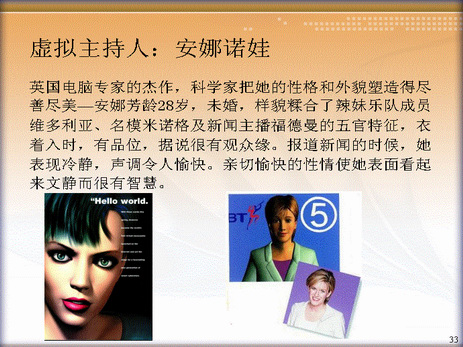 虚拟主持人：安娜诺娃
英国电脑专家的杰作，科学家把她的性格和外貌塑造得尽
善尽美—安娜芳龄28岁，未婚，样貌糅合了辣妹乐队成员
维多利亚、名模米诺格及新闻主播福德曼的五官特征，衣
着入时，有品位，据说很有观众缘。报道新闻的时候，她
表现冷静，声调令人愉快。亲切愉快的性情使她表面看起
来文静而很有智慧。
"Hello world.
BT
5
33